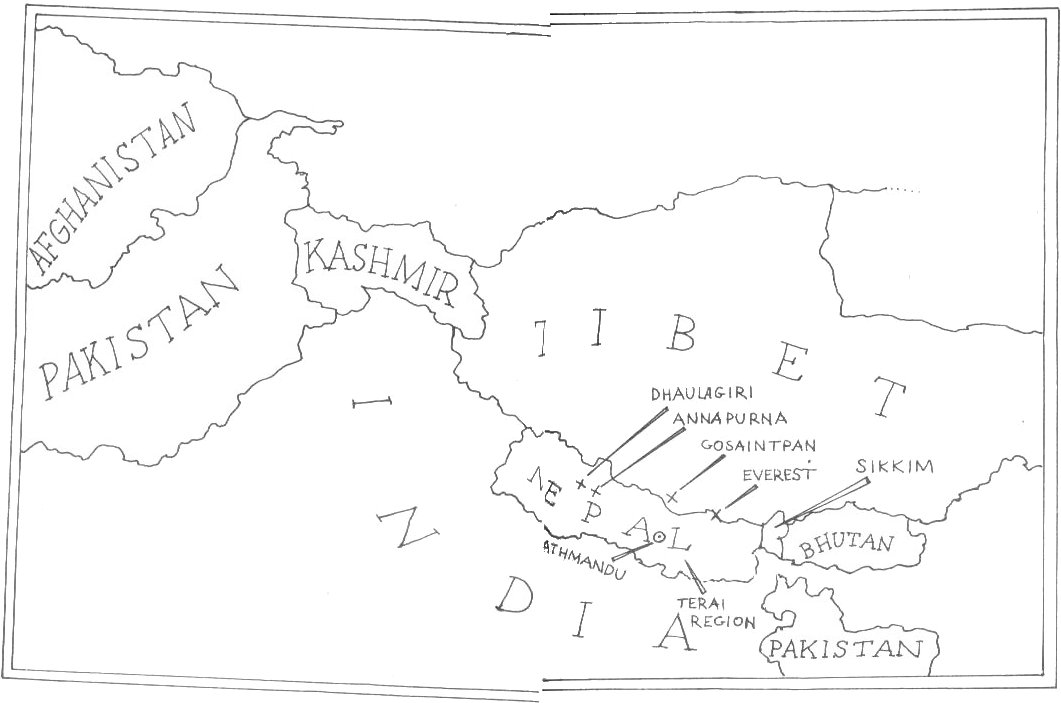 AFGHANISTAN
PAKISTAN
KASHMIR
TIBET
DHAULAGIRI
ANNAPURNA
GOSAINTPAN
EVEREST
SIKKIM
NEPAL
ATHMANDU
BHUTAN
TERAI
REGION
INDIA
PAKISTAN